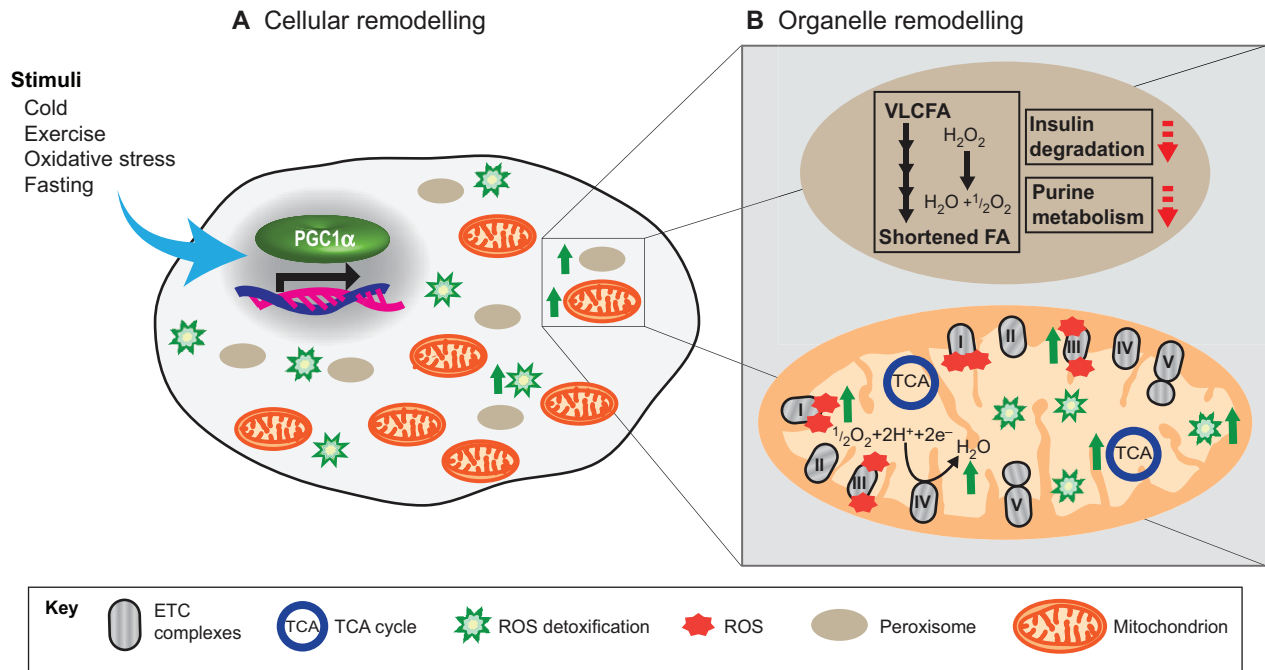 A Cellular remodelling
B Organelle remodelling
Stimuli
Cold
Exercise
Oxidative stress
Fasting
PGC1α
VLCFA
H₂O₂
H₂O +¹/₂O₂
Shortened FA
Insulin
degradation
Purine
metabolism
I
II
III
IV
V
TCA
I
¹/₂O₂+2H⁺+2e⁻
H₂O
TCA
II
III
IV
V
Key
ETC
complexes
TCA
TCA cycle
ROS detoxification
ROS
Peroxisome
Mitochondrion